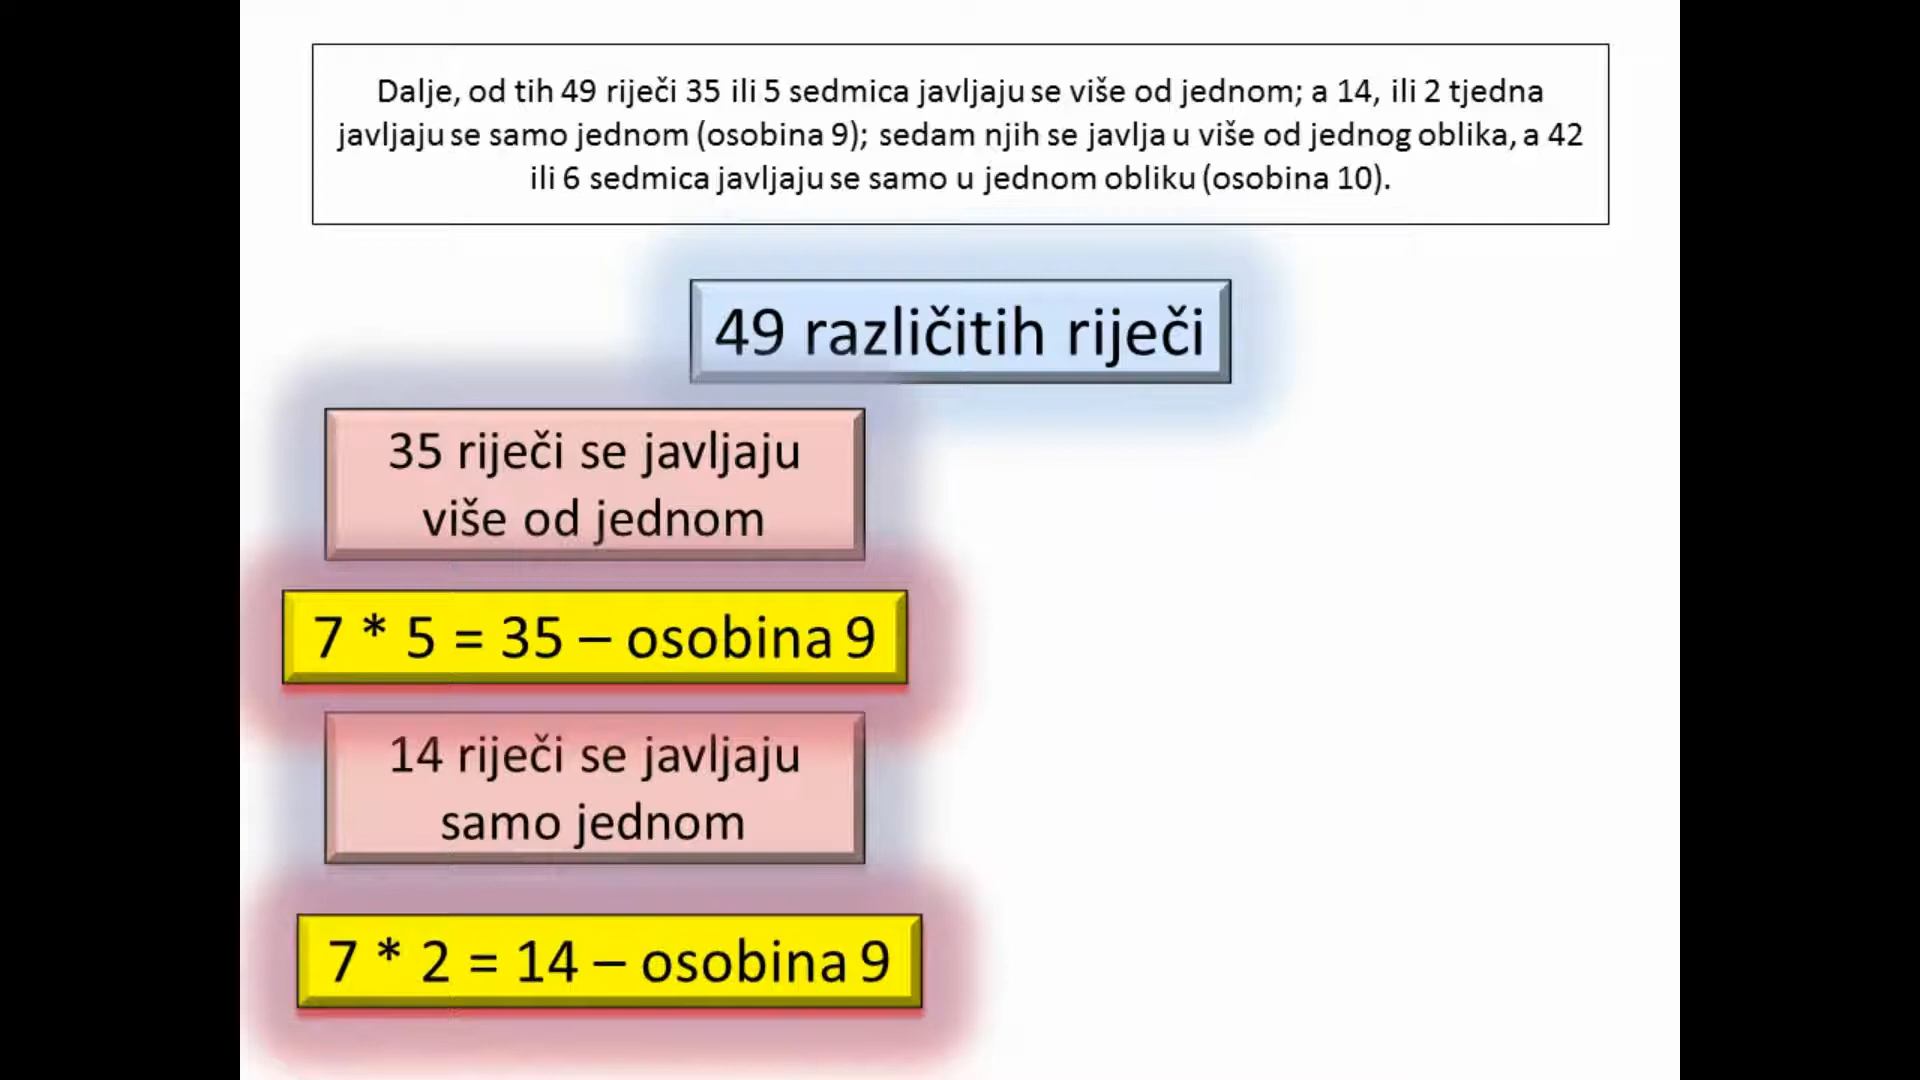 Dalje, od tih 49 riječi 35 ili 5 sedmica javljaju se više od jednom; a 14, ili 2 tjedna
javljaju se samo jednom (osobina 9); sedam njih se javlja u više od jednog oblika, a 42
ili 6 sedmica javljaju se samo u jednom obliku (osobina 10).
49 različitih riječi
35 riječi se javljaju
više od jednom
7 * 5 = 35 – osobina 9
14 riječi se javljaju
samo jednom
7 * 2 = 14 – osobina 9